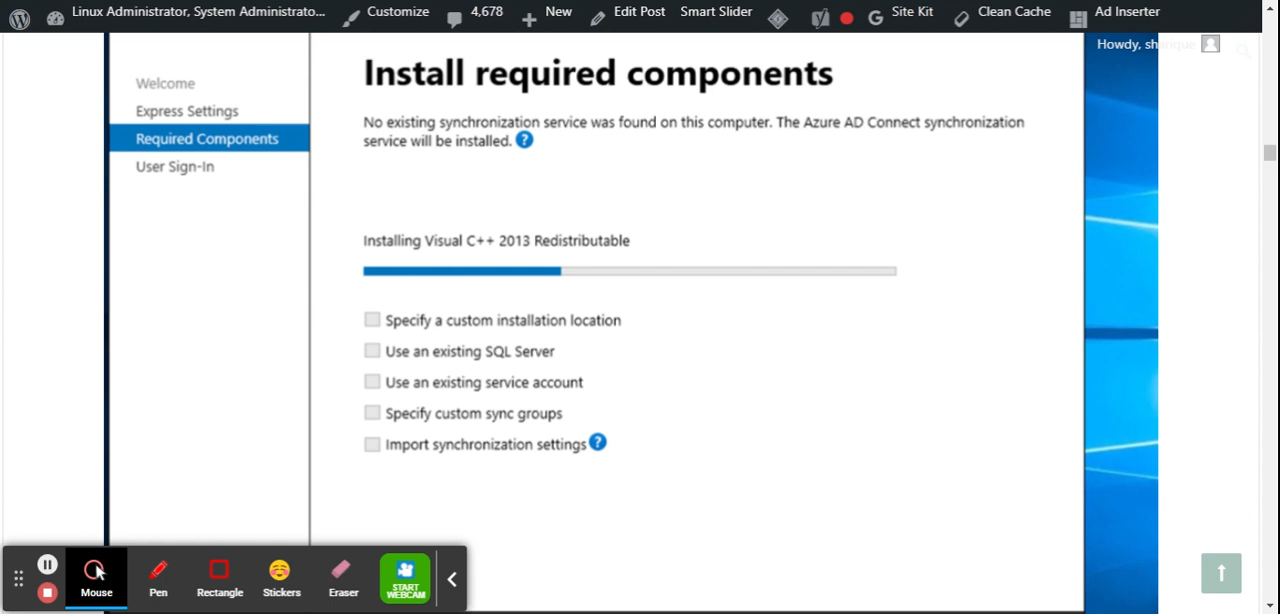 Linux Administrator, System Administrato...
Customize
4,678
New
Edit Post
Smart Slider
Site Kit
Clean Cache
Ad Inserter
Howdy, sharique
Install required components
Welcome
Express Settings
Required Components
User Sign-In
No existing synchronization service was found on this computer. The Azure AD Connect synchronization
service will be installed. ?
Installing Visual C++ 2013 Redistributable
Specify a custom installation location
Use an existing SQL Server
Use an existing service account
Specify custom sync groups
Import synchronization settings ?
Mouse
Pen
Rectangle
Stickers
Eraser
START
WEBCAM